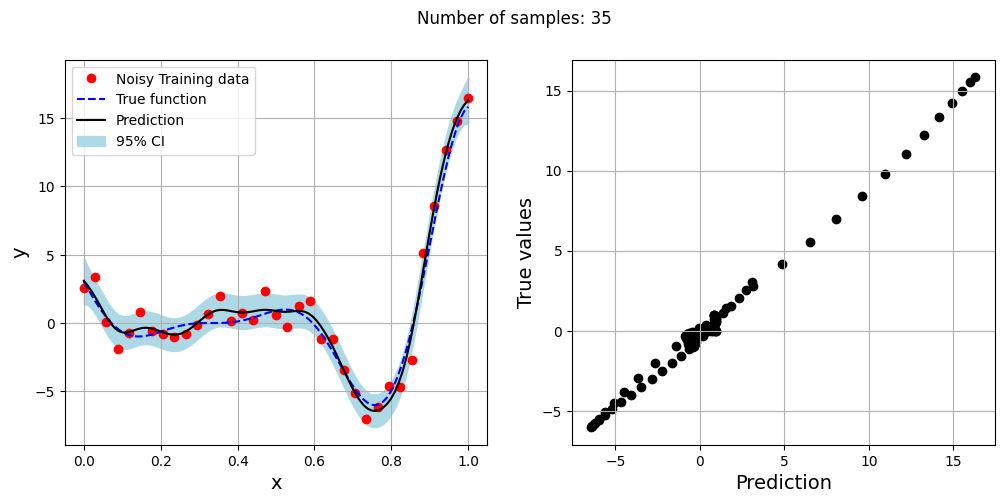 Number of samples: 35
Noisy Training data
True function
Prediction
95% CI
15
10
5
0
−5
y
0.0 0.2 0.4 0.6 0.8 1.0
x
15
10
5
0
−5
True values
−5 0 5 10 15
Prediction